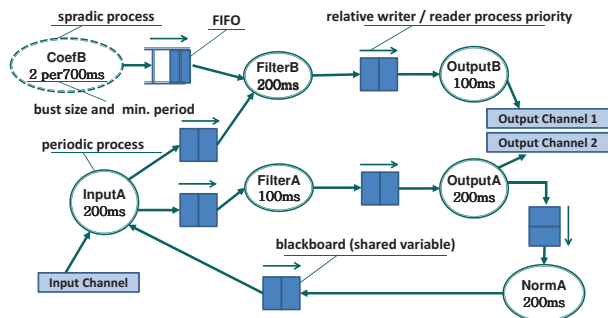 spradic process
FIFO
relative writer / reader process priority
CoefB
2 per700ms
FilterB
200ms
OutputB
100ms
bust size and min. period
Output Channel 1
Output Channel 2
periodic process
InputA
200ms
FilterA
100ms
OutputA
200ms
blackboard (shared variable)
Input Channel
NormA
200ms